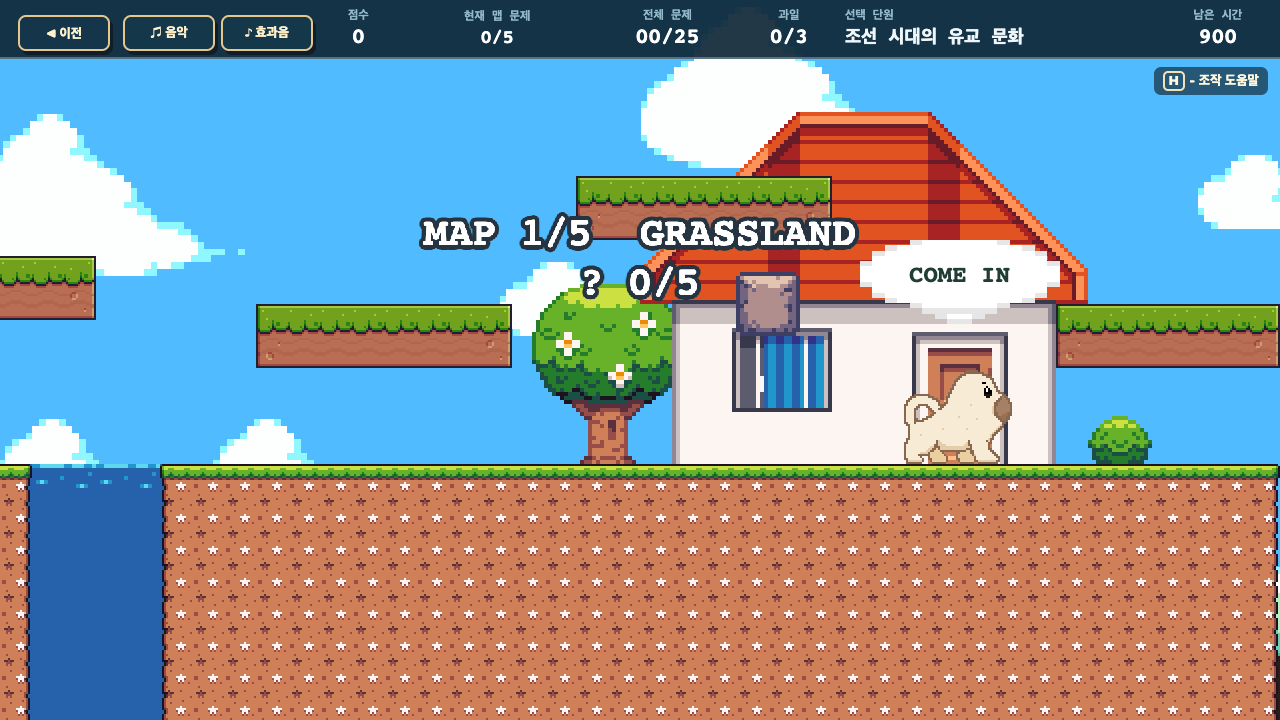 ◀ 이전
♫ 음악
♪ 효과음
점수
0
현재 맵 문제
0/5
전체 문제
00/25
과일
0/3
선택 단원
조선 시대의 유교 문화
남은 시간
900
H - 조작 도움말
MAP 1/5 GRASSLAND
? 0/5
COME IN